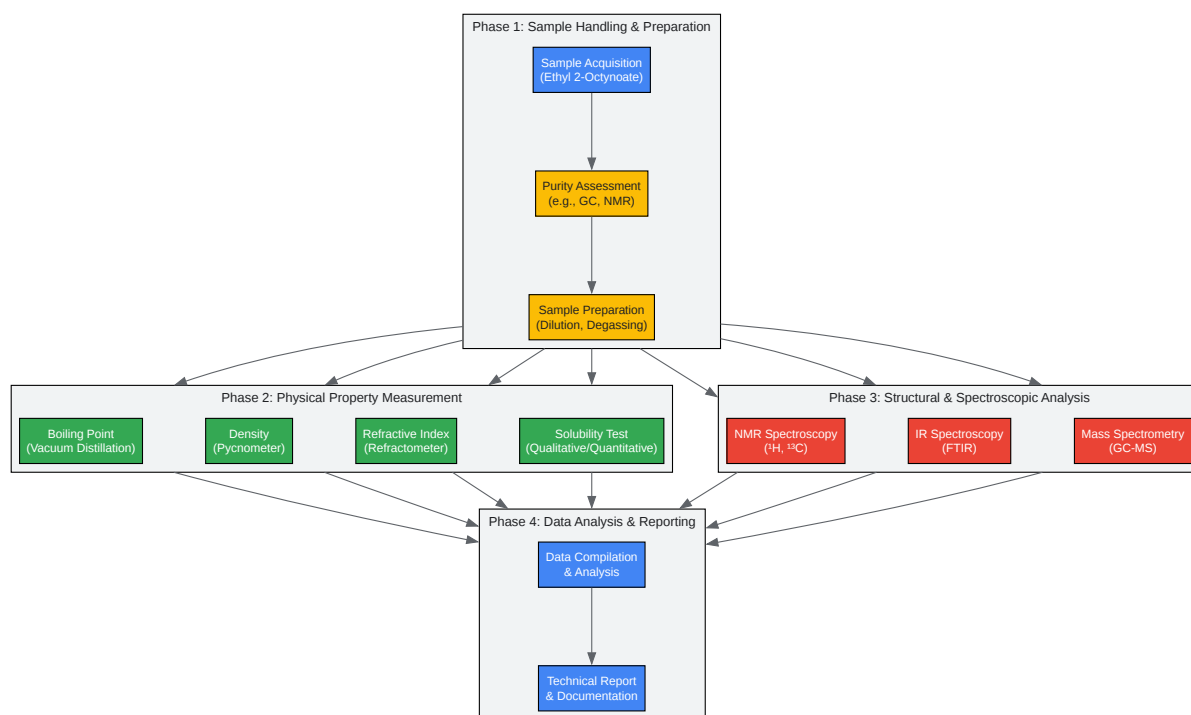 Phase 1: Sample Handling & Preparation
Sample Acquisition
(Ethyl 2-Octynoate)
Purity Assessment
(e.g., GC, NMR)
Sample Preparation
(Dilution, Degassing)
Phase 2: Physical Property Measurement
Boiling Point
(Vacuum Distillation)
Density
(Pycnometer)
Refractive Index
(Refractometer)
Solubility Test
(Qualitative/Quantitative)
Phase 3: Structural & Spectroscopic Analysis
NMR Spectroscopy
(¹H, ¹³C)
IR Spectroscopy
(FTIR)
Mass Spectrometry
(GC-MS)
Phase 4: Data Analysis & Reporting
Data Compilation
& Analysis
Technical Report
& Documentation